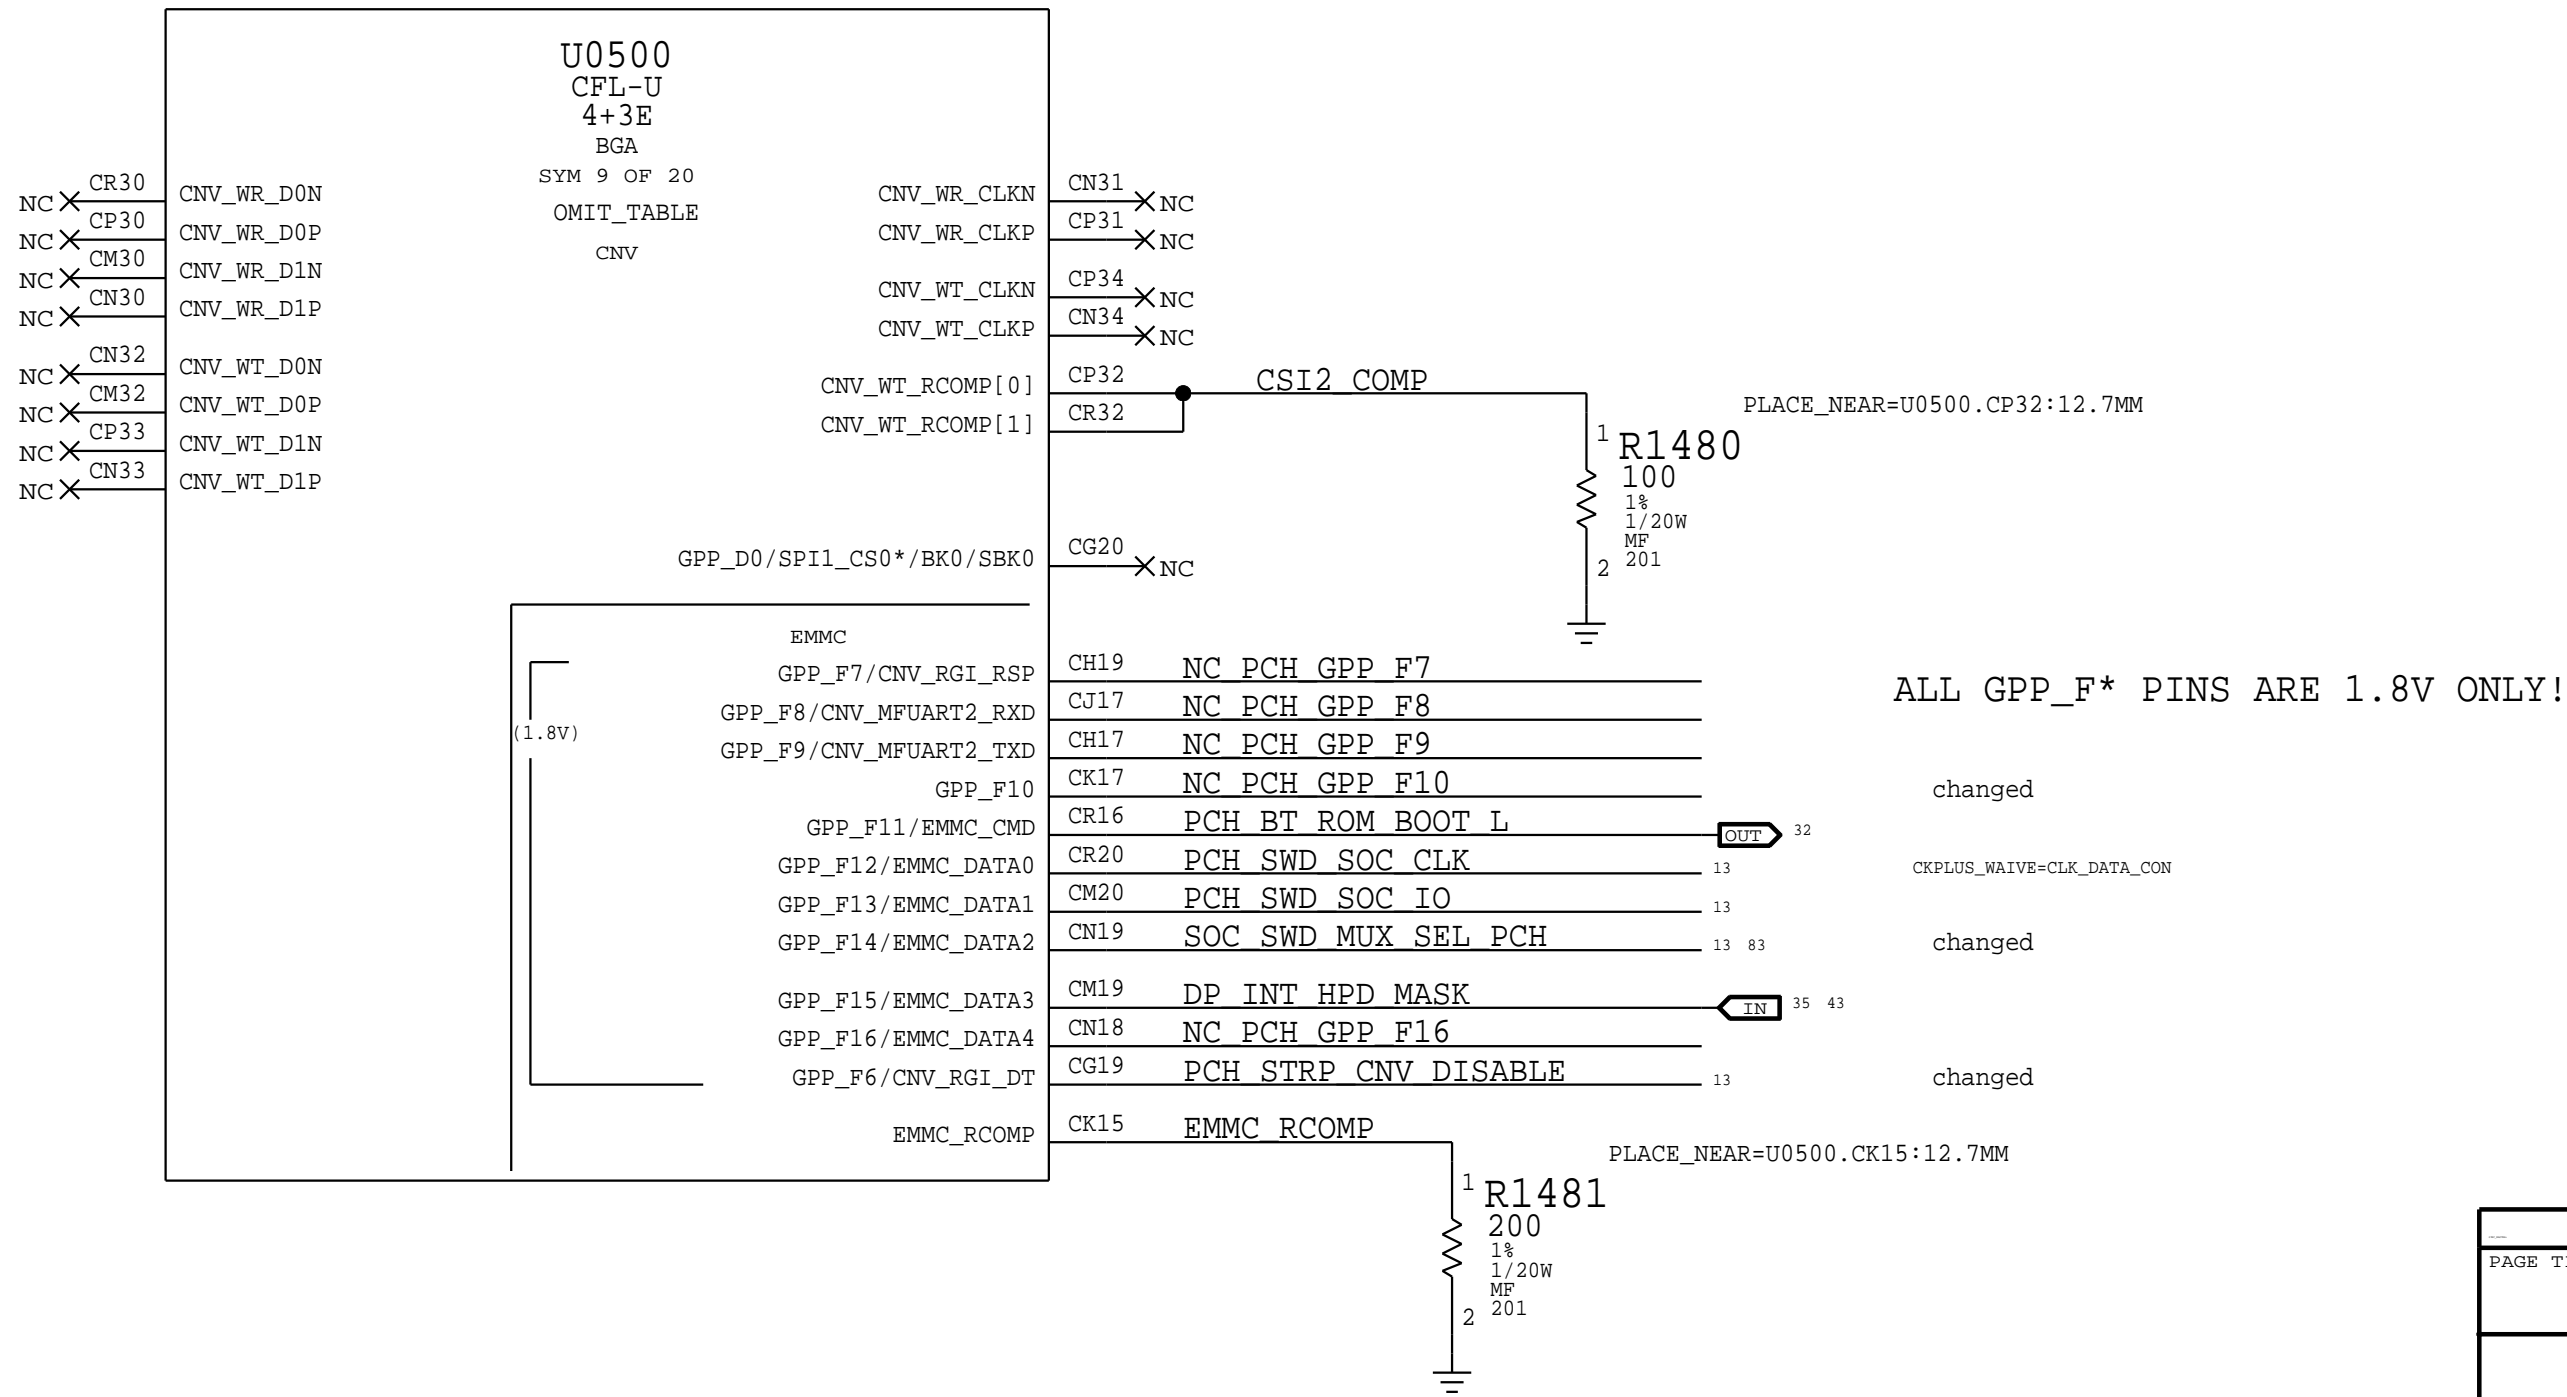 U0500
CFL-U
4+3E
BGA
SYM 9 OF 20
OMIT_TABLE
CNV
NC CR30 CNV_WR_D0N
NC CP30 CNV_WR_D0P
NC CM30 CNV_WR_D1N
NC CN30 CNV_WR_D1P
NC CN32 CNV_WT_D0N
NC CM32 CNV_WT_D0P
NC CP33 CNV_WT_D1N
NC CN33 CNV_WT_D1P
CNV_WR_CLKN CN31 NC
CNV_WR_CLKP CP31 NC
CNV_WT_CLKN CP34 NC
CNV_WT_CLKP CN34 NC
CNV_WT_RCOMP[0] CP32 CSI2_COMP
CNV_WT_RCOMP[1] CR32
PLACE_NEAR=U0500.CP32:12.7MM
1 R1480
100
1%
1/20W
MF
2 201
GPP_D0/SPI1_CS0*/BK0/SBK0 CG20 NC
EMMC
(1.8V)
GPP_F7/CNV_RGI_RSP CH19 NC_PCH_GPP_F7
ALL GPP_F* PINS ARE 1.8V ONLY!
GPP_F8/CNV_MFUART2_RXD CJ17 NC_PCH_GPP_F8
GPP_F9/CNV_MFUART2_TXD CH17 NC_PCH_GPP_F9
GPP_F10 CK17 NC_PCH_GPP_F10 changed
GPP_F11/EMMC_CMD CR16 PCH_BT_ROM_BOOT_L OUT 32
GPP_F12/EMMC_DATA0 CR20 PCH_SWD_SOC_CLK 13 CKPLUS_WAIVE=CLK_DATA_CON
GPP_F13/EMMC_DATA1 CM20 PCH_SWD_SOC_IO 13
GPP_F14/EMMC_DATA2 CN19 SOC_SWD_MUX_SEL_PCH 13 83 changed
GPP_F15/EMMC_DATA3 CM19 DP_INT_HPD_MASK IN 35 43
GPP_F16/EMMC_DATA4 CN18 NC_PCH_GPP_F16
GPP_F6/CNV_RGI_DT CG19 PCH_STRP_CNV_DISABLE 13 changed
EMMC_RCOMP CK15 EMMC_RCOMP
PLACE_NEAR=U0500.CK15:12.7MM
1 R1481
200
1%
1/20W
MF
2 201
PAGE